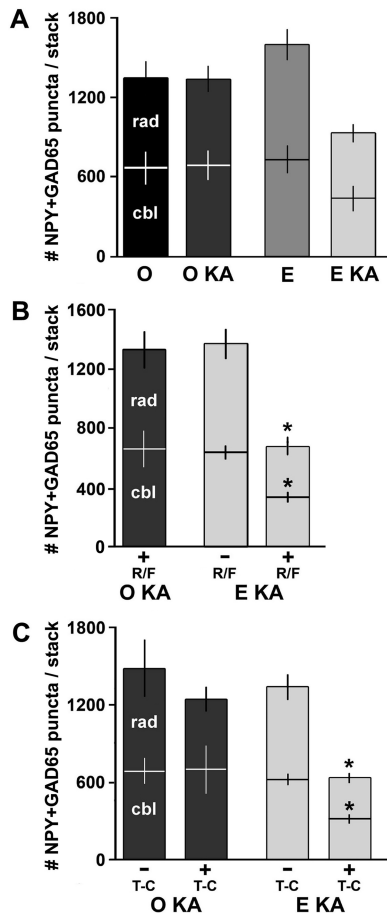 A
# NPY+GAD65 puncta / stack
1800
1200
600
0
rad
cbl
O O KA E E KA
B
# NPY+GAD65 puncta / stack
1600
1200
800
400
0
rad
cbl
*
*
+ - +
R/F R/F R/F
O KA E KA
C
# NPY+GAD65 puncta / stack
1800
1200
600
0
rad
cbl
*
*
- + - +
T-C T-C T-C T-C
O KA E KA